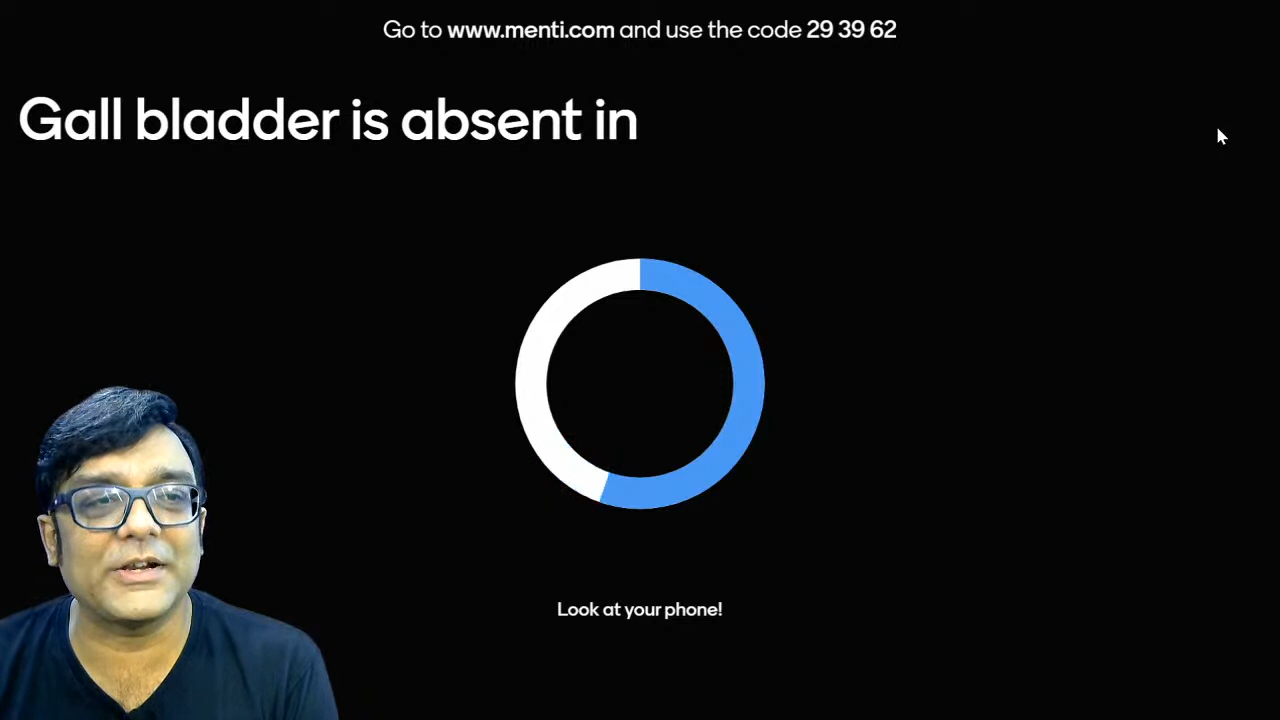 Go to www.menti.com and use the code 29 39 62
Gall bladder is absent in
Look at your phone!